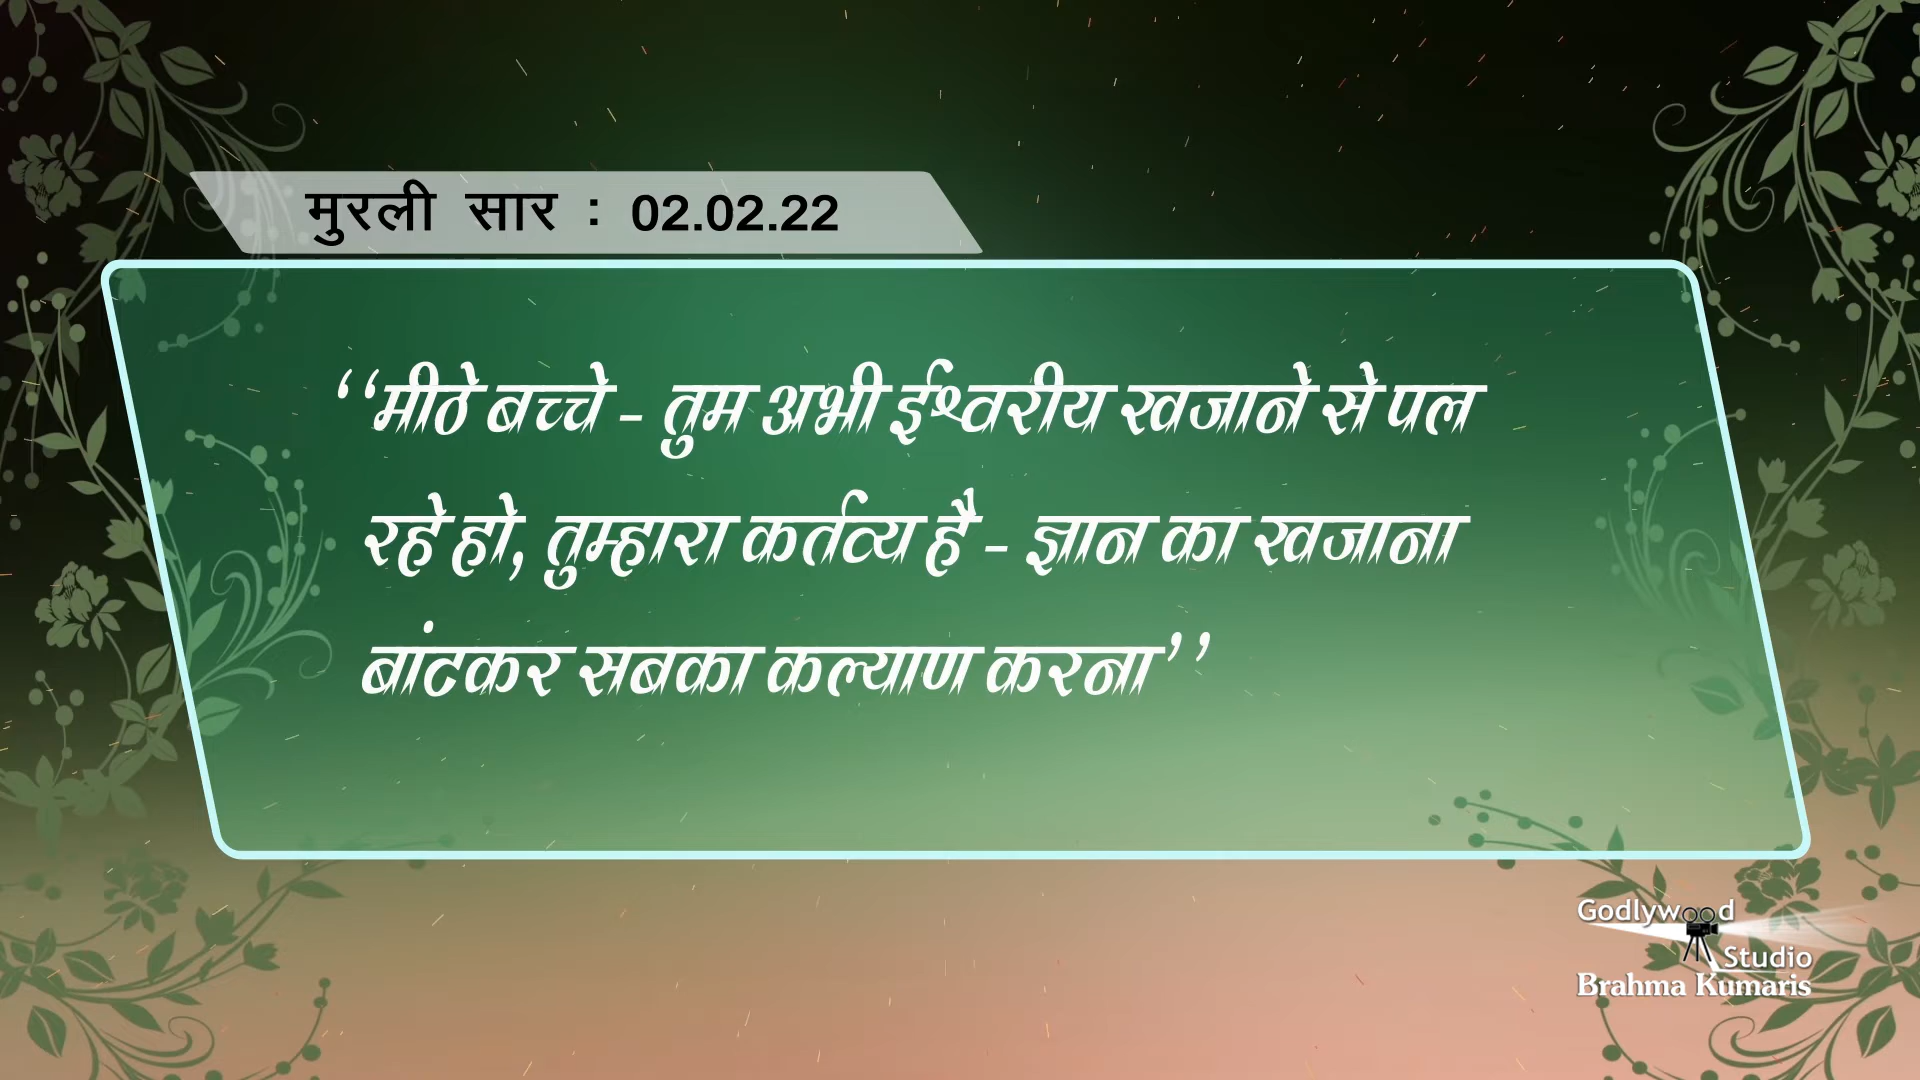 मुरली सार : 02.02.22
‘‘मीठे बच्चे - तुम अभी ईश्वरीय खजाने से पल
रहे हो, तुम्हारा कर्तव्य है - ज्ञान का खजाना
बांटकर सबका कल्याण करना’’
Godlywood
Studio
Brahma Kumaris